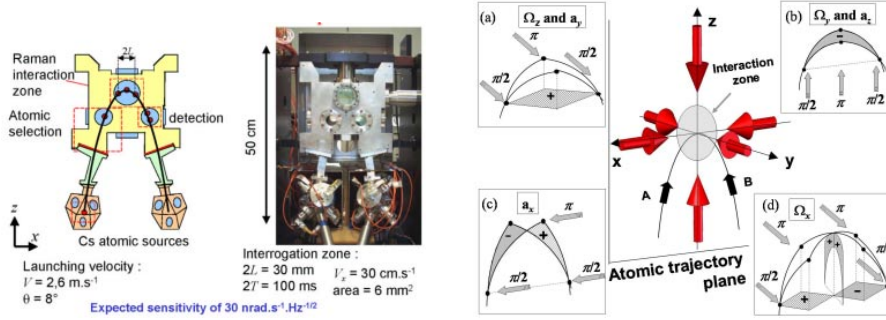 Raman
interaction
zone
2L
Atomic
selection
detection
z
x
Cs atomic sources
Launching velocity :
V = 2,6 m.s⁻¹
θ = 8°
50 cm
Interrogation zone :
2L = 30 mm
2T = 100 ms
Vx = 30 cm.s⁻¹
area = 6 mm²
Expected sensitivity of 30 nrad.s⁻¹.Hz⁻¹/²
(a)
Ωz and ay
π
π/2
π/2
+
z
Interaction
zone
x
y
A
B
Atomic trajectory
plane
(b)
Ωy and az
-
π/2
π
π/2
(c)
ax
π
-
+
π/2
π/2
(d)
Ωx
π
π
+
+
π/2
π/2
+
-